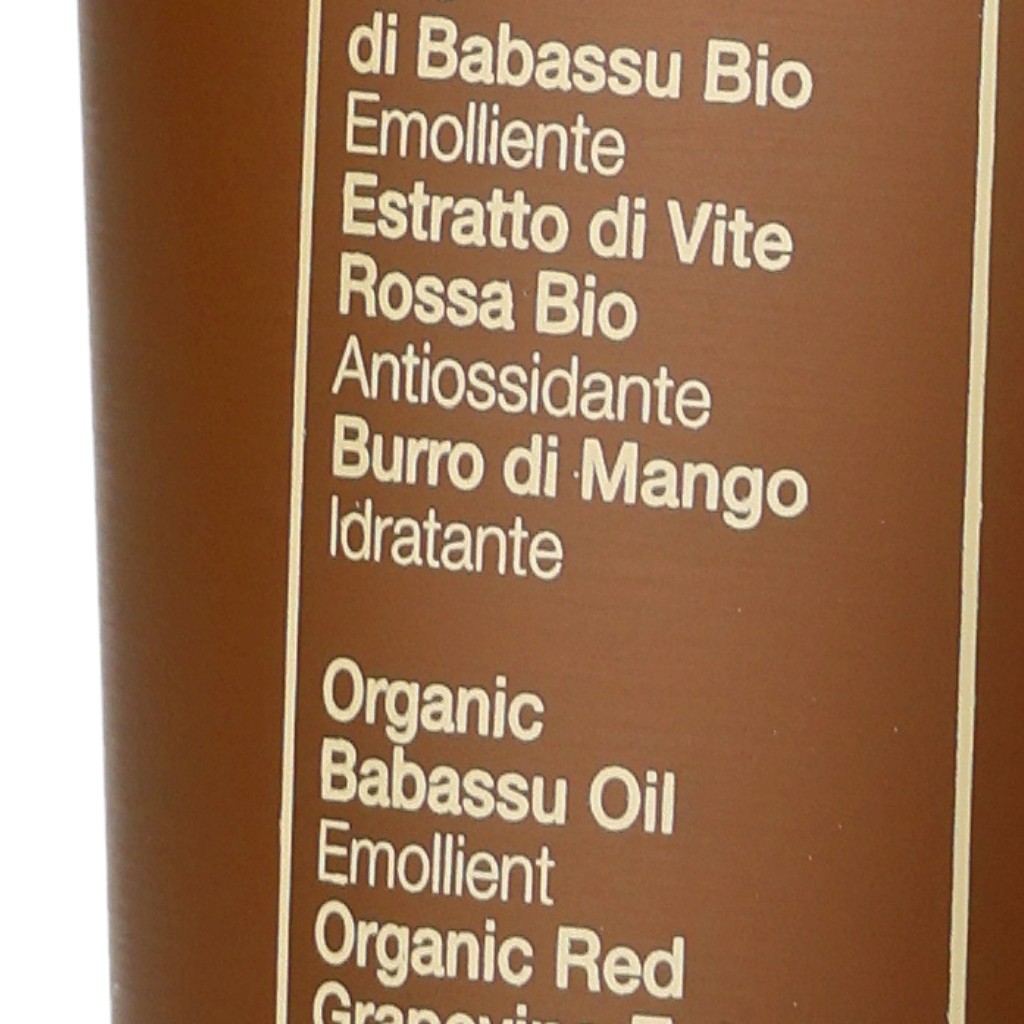 di Babassu Bio
Emolliente
Estratto di Vite
Rossa Bio
Antiossidante
Burro di Mango
Idratante
Organic
Babassu Oil
Emollient
Organic Red